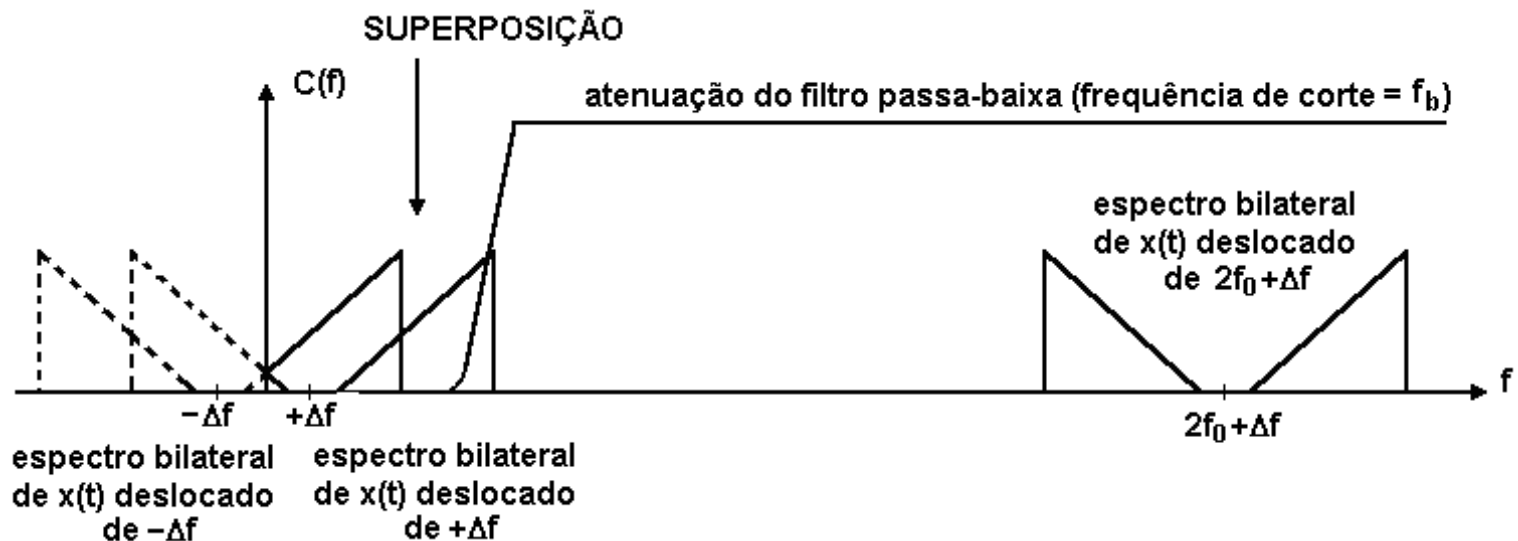 SUPERPOSIÇÃO
C(f)
atenuação do filtro passa-baixa (frequência de corte = f_b)
espectro bilateral
de x(t) deslocado
de 2f₀+Δf
f
−Δf
+Δf
2f₀+Δf
espectro bilateral
de x(t) deslocado
de −Δf
espectro bilateral
de x(t) deslocado
de +Δf